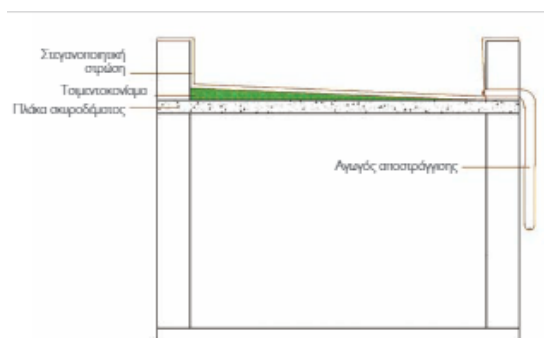 Στεγανοποιητική
στρώση
Τσιμεντοκονίαμα
Πλάκα σκυροδέματος
Αγωγός αποστράγγισης